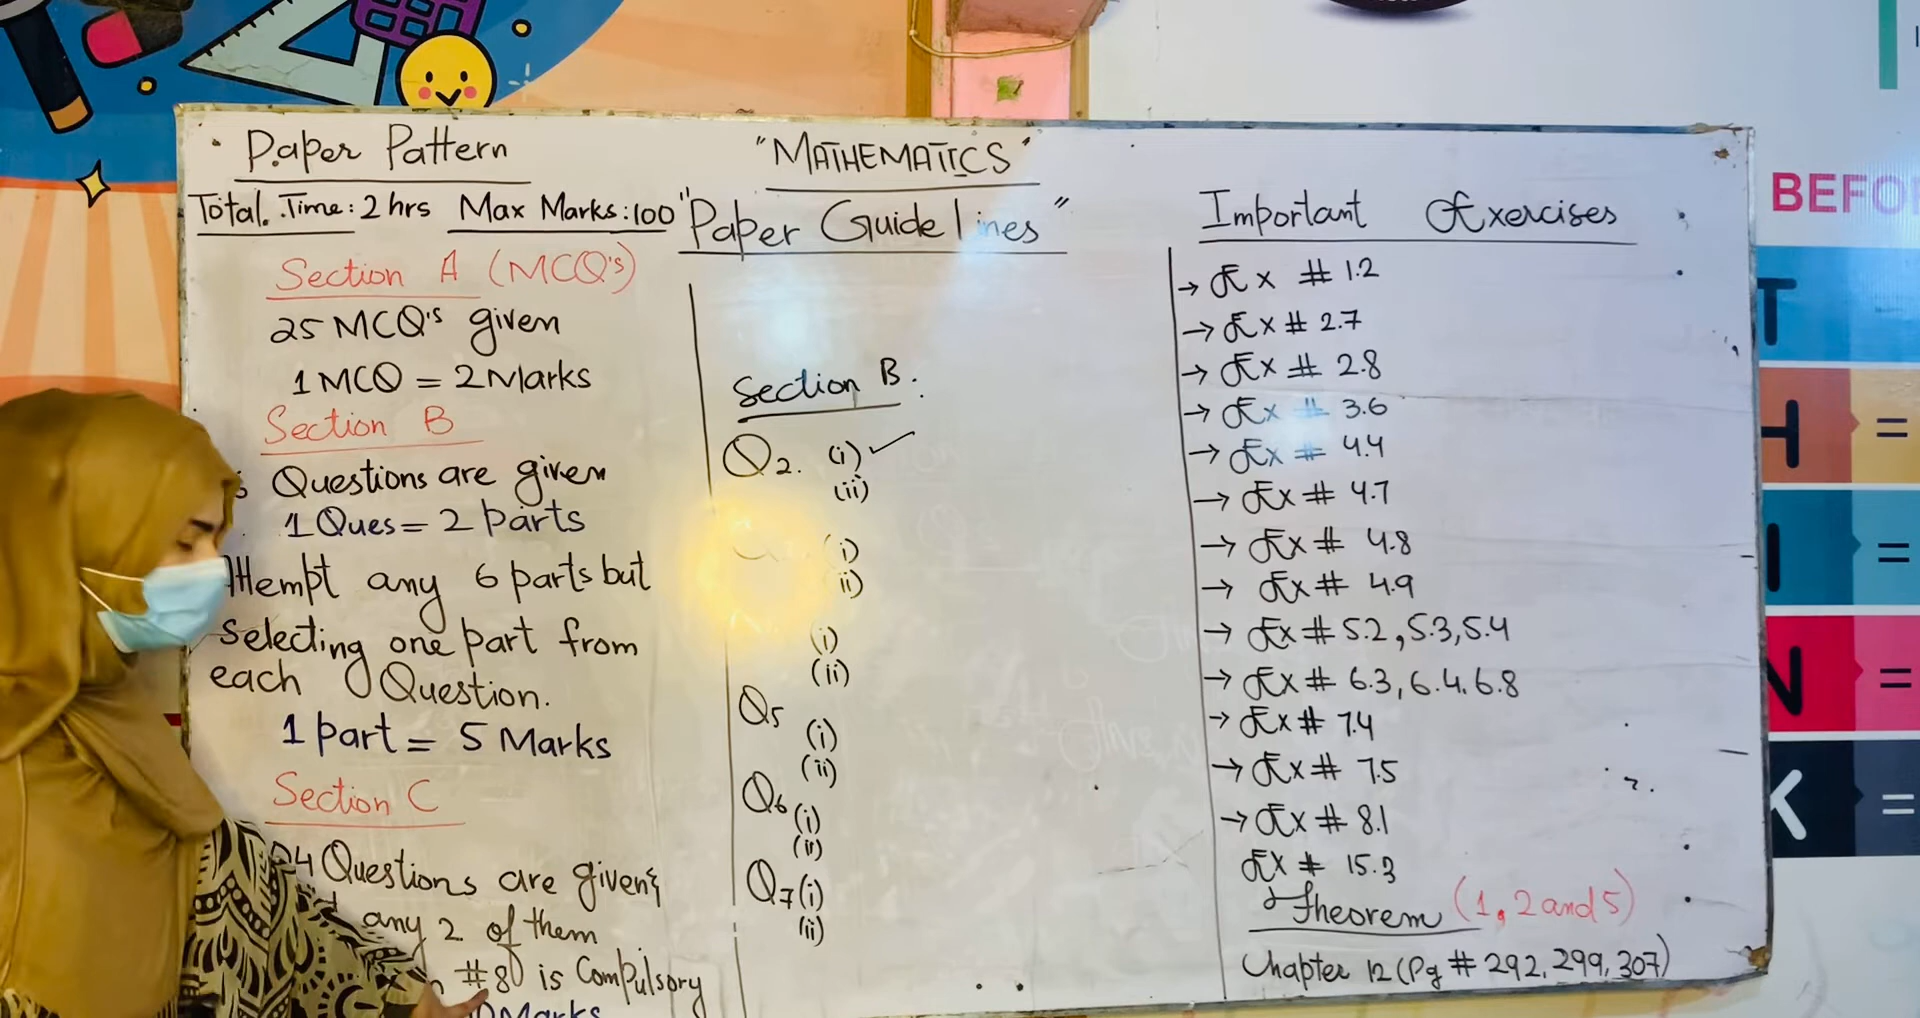 Paper Pattern
Total. Time: 2 hrs Max Marks: 100
Section A (MCQ's)
25 MCQ's given
1 MCQ = 2 Marks
Section B
Questions are given
1 Ques = 2 parts
Attempt any 6 parts but
Selecting one part from
each Question.
1 part = 5 Marks
Section C
04 Questions are given &
any 2 of them
#8 is Compulsory
Marks
"MATHEMATICS"
"Paper Guidelines"
Section B.
Q2. (i) ✓
(ii)
(i)
(ii)
(i)
(ii)
Q5
(i)
(ii)
Q6
(i)
(ii)
Q7 (i)
(ii)
Important Exercises
→ Ex # 1.2
→ Ex # 2.7
→ Ex # 2.8
→ Ex # 3.6
→ Ex # 4.4
→ Ex # 4.7
→ Ex # 4.8
→ Ex # 4.9
→ Ex # 5.2, 5.3, 5.4
→ Ex # 6.3, 6.4, 6.8
→ Ex # 7.4
→ Ex # 7.5
→ Ex # 8.1
Ex # 15.3
Theorem (1, 2 and 5)
Chapter 12 (Pg # 292, 299, 307)
BEFO
T
H =
I =
N =
K =